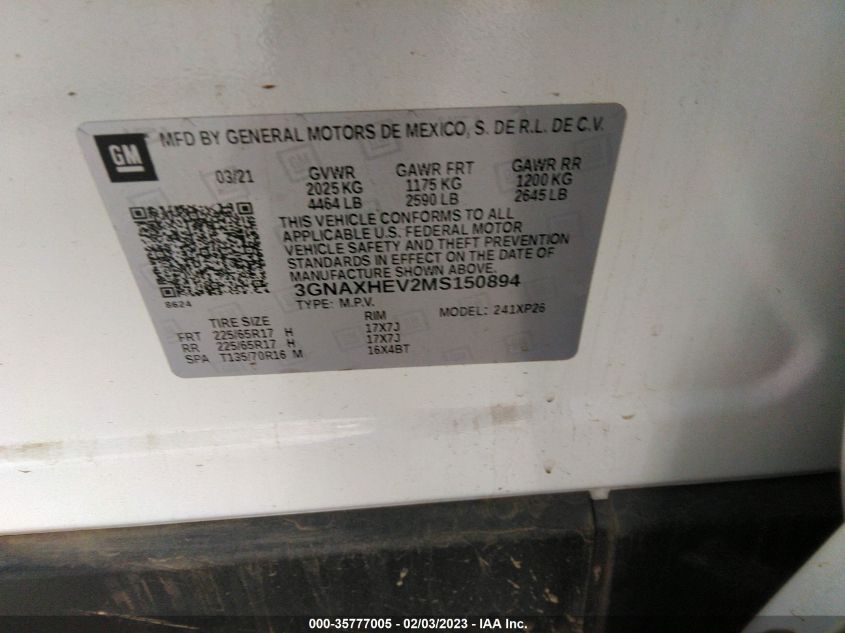 GM
MFD BY GENERAL MOTORS DE MEXICO, S. DE R.L. DE C.V.
03/21 GVWR GAWR FRT GAWR RR
2025 KG 1175 KG 1200 KG
4464 LB 2590 LB 2645 LB
THIS VEHICLE CONFORMS TO ALL
APPLICABLE U.S. FEDERAL MOTOR
VEHICLE SAFETY AND THEFT PREVENTION
STANDARDS IN EFFECT ON THE DATE OF
MANUFACTURE SHOWN ABOVE.
8624
3GNAXHEV2MS150894
TYPE: M.P.V. MODEL: 241XP26
TIRE SIZE RIM
FRT 225/65R17 H 17X7J
RR 225/65R17 H 17X7J
SPA T135/70R16 M 16X4BT
000-35777005 - 02/03/2023 - IAA Inc.